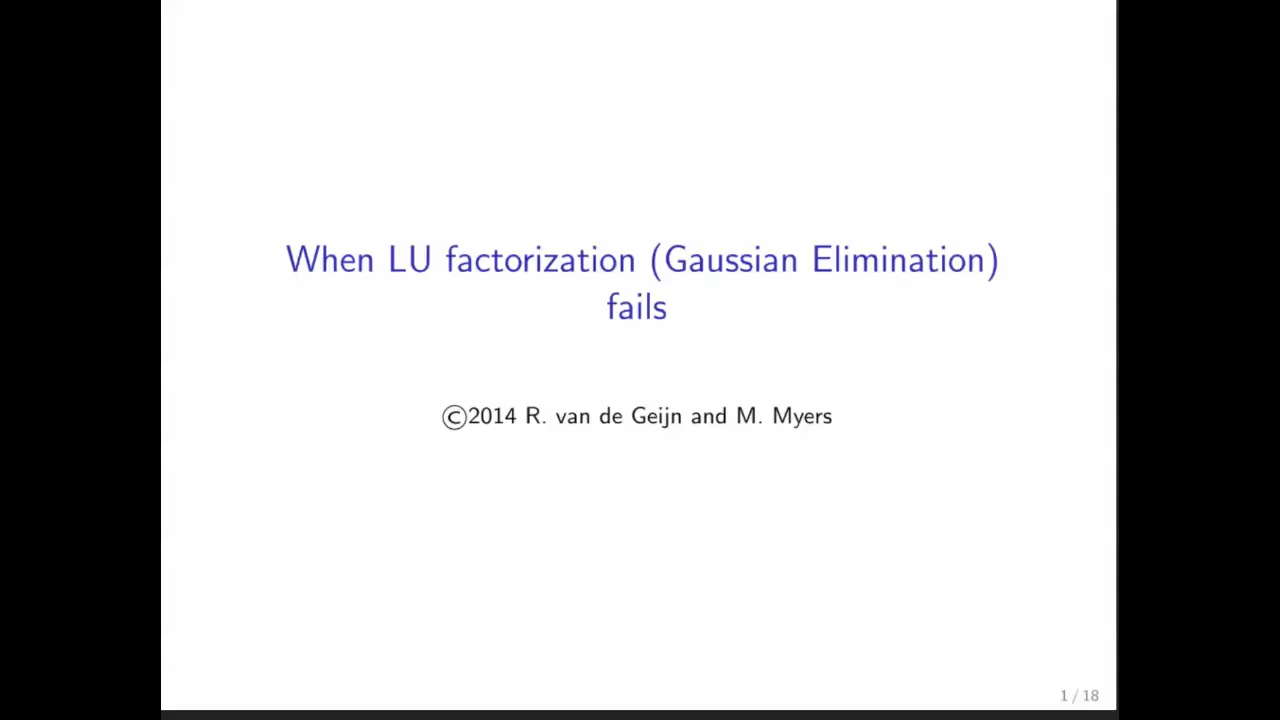 When LU factorization (Gaussian Elimination)
fails
©2014 R. van de Geijn and M. Myers
1 / 18